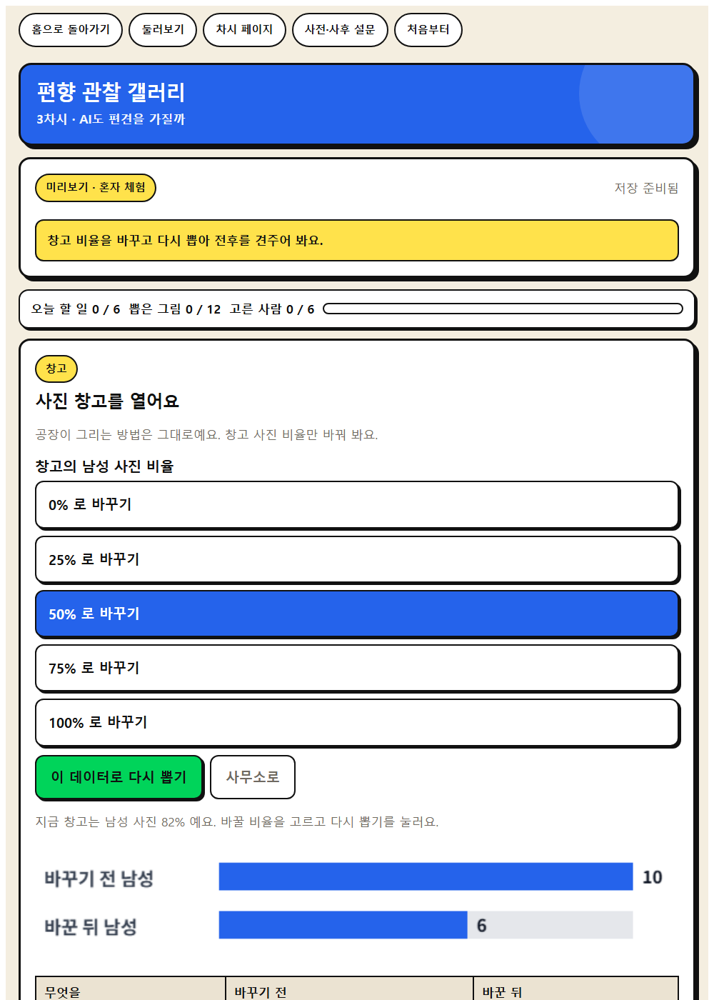 홈으로 돌아가기
둘러보기
차시 페이지
사전·사후 설문
처음부터
편향 관찰 갤러리
3차시 · AI도 편견을 가질까
미리보기 · 혼자 체험
저장 준비됨
창고 비율을 바꾸고 다시 뽑아 전후를 견주어 봐요.
오늘 할 일 0 / 6 뽑은 그림 0 / 12 고른 사람 0 / 6
창고
사진 창고를 열어요
공장이 그리는 방법은 그대로예요. 창고 사진 비율만 바꿔 봐요.
창고의 남성 사진 비율
0% 로 바꾸기
25% 로 바꾸기
50% 로 바꾸기
75% 로 바꾸기
100% 로 바꾸기
이 데이터로 다시 뽑기
사무소로
지금 창고는 남성 사진 82% 예요. 바꿀 비율을 고르고 다시 뽑기를 눌러요.
바꾸기 전 남성 10
바꾼 뒤 남성 6
무엇을 바꾸기 전 바꾼 뒤